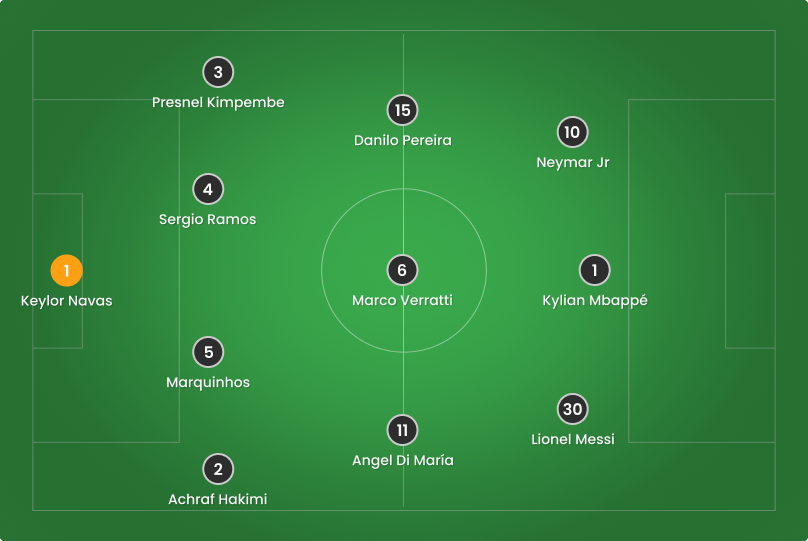 3
Presnel Kimpembe
15
Danilo Pereira
10
Neymar Jr
4
Sergio Ramos
1
Keylor Navas
6
Marco Verratti
1
Kylian Mbappé
5
Marquinhos
30
Lionel Messi
11
Angel Di María
2
Achraf Hakimi